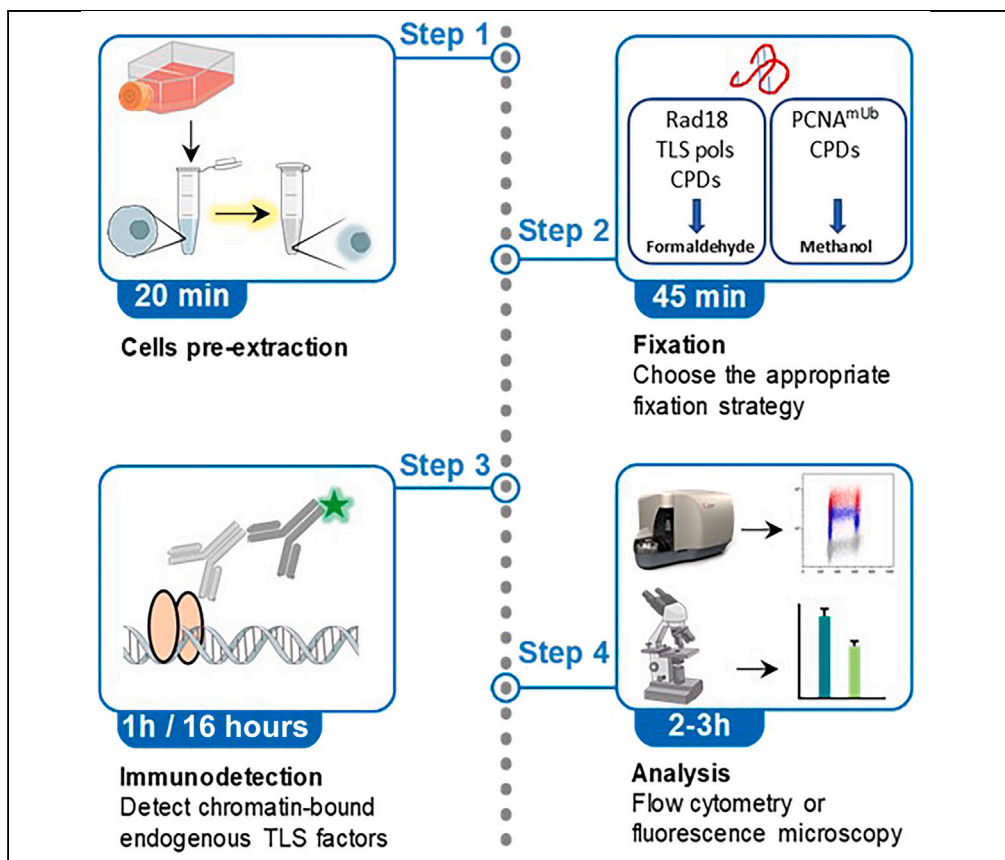 Step 1
20 min
Cells pre-extraction
Step 2
Rad18
TLS pols
CPDs
Formaldehyde
PCNAmUb
CPDs
Methanol
45 min
Fixation
Choose the appropriate
fixation strategy
Step 3
1h / 16 hours
Immunodetection
Detect chromatin-bound
endogenous TLS factors
Step 4
2-3h
Analysis
Flow cytometry or
fluorescence microscopy